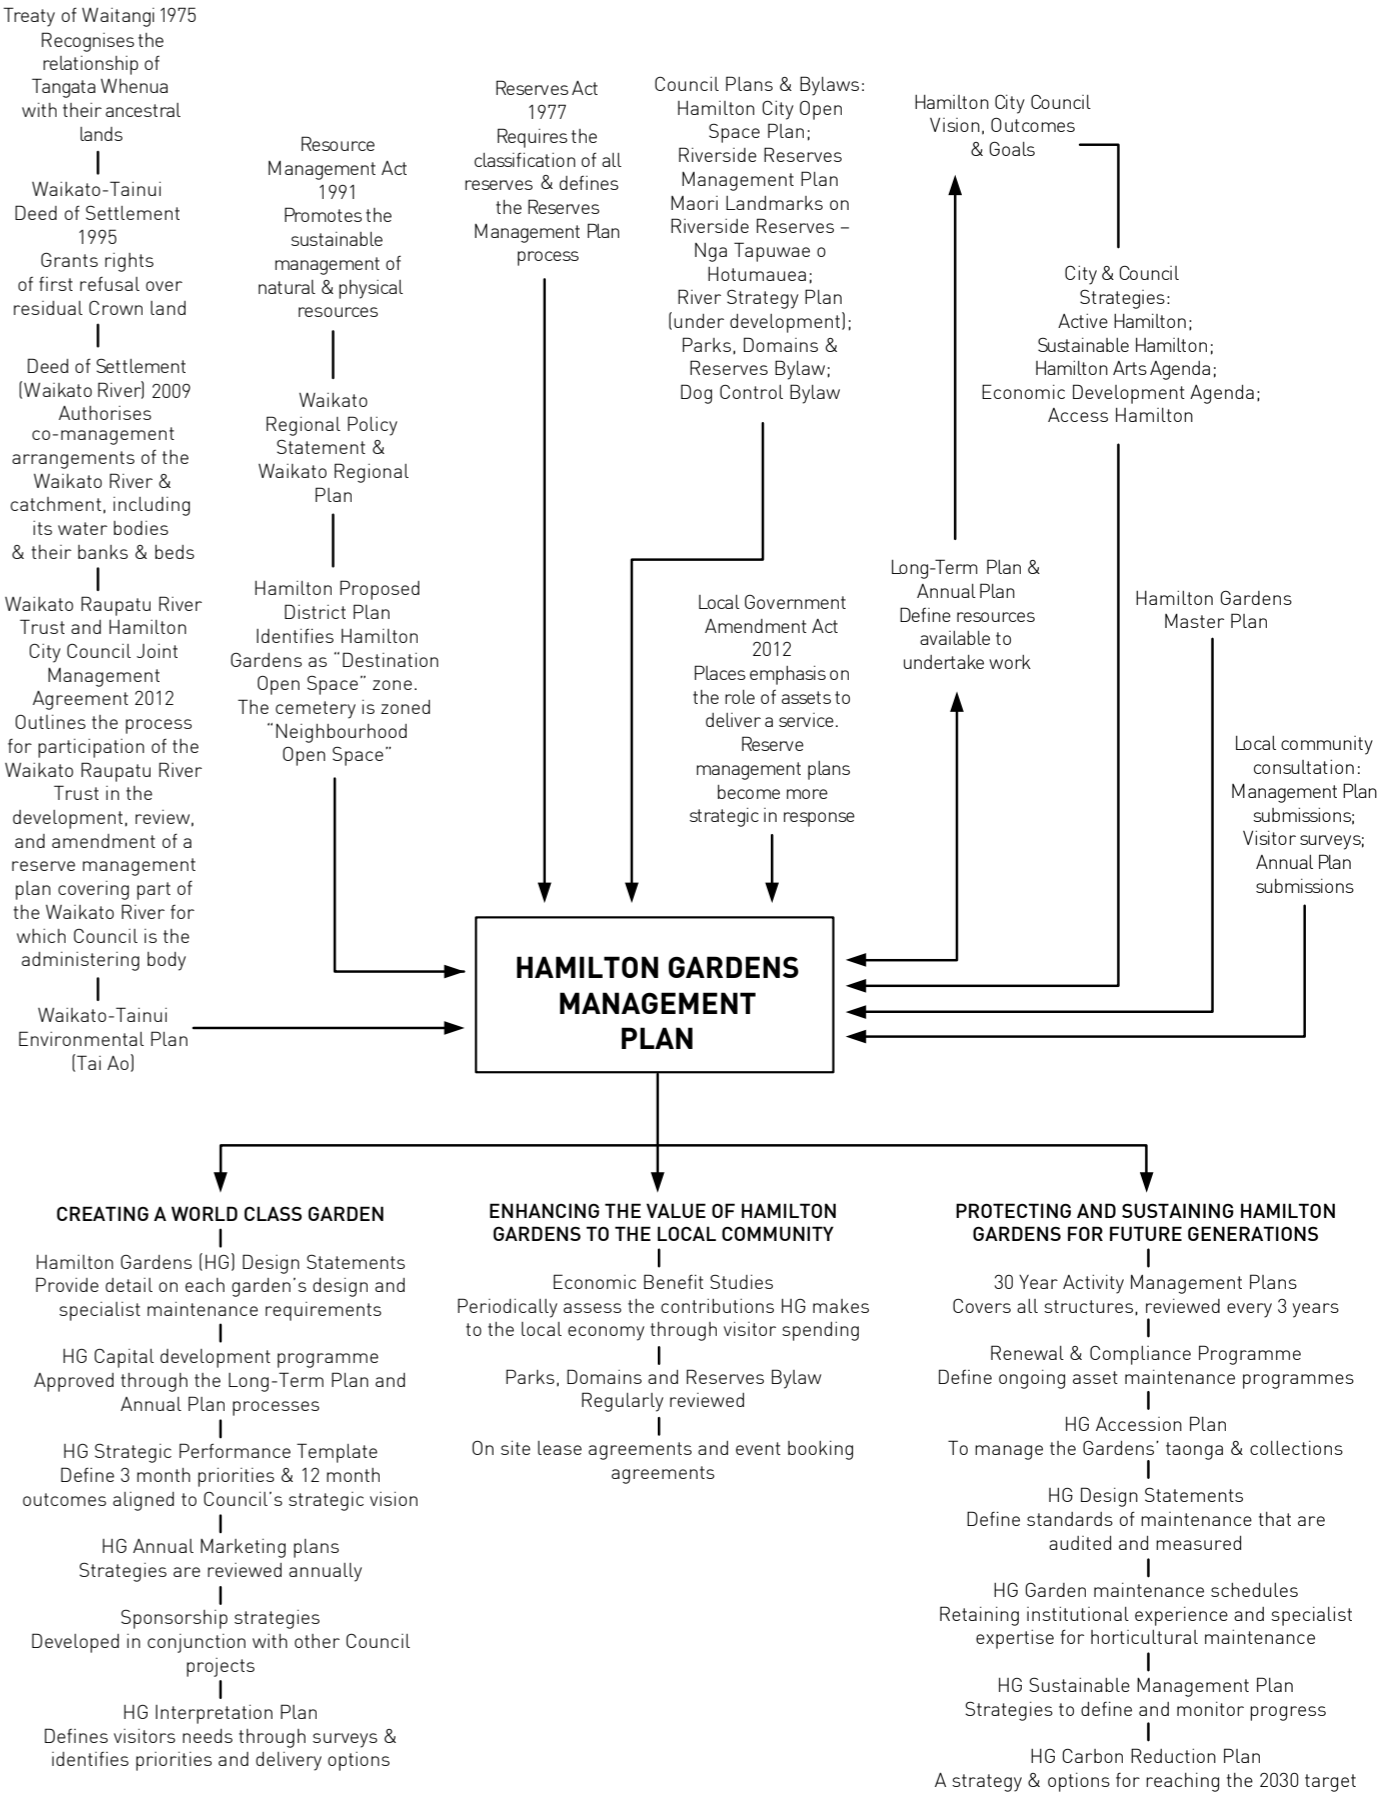 Treaty of Waitangi 1975
Recognises the
relationship of
Tangata Whenua
with their ancestral
lands
Waikato-Tainui
Deed of Settlement
1995
Grants rights
of first refusal over
residual Crown land
Deed of Settlement
(Waikato River) 2009
Authorises
co-management
arrangements of the
Waikato River &
catchment, including
its water bodies
& their banks & beds
Waikato Raupatu River
Trust and Hamilton
City Council Joint
Management
Agreement 2012
Outlines the process
for participation of the
Waikato Raupatu River
Trust in the
development, review,
and amendment of a
reserve management
plan covering part of
the Waikato River for
which Council is the
administering body
Waikato-Tainui
Environmental Plan
(Tai Ao)
Resource
Management Act
1991
Promotes the
sustainable
management of
natural & physical
resources
Waikato
Regional Policy
Statement &
Waikato Regional
Plan
Hamilton Proposed
District Plan
Identifies Hamilton
Gardens as “Destination
Open Space” zone.
The cemetery is zoned
“Neighbourhood
Open Space”
Reserves Act
1977
Requires the
classification of all
reserves & defines
the Reserves
Management Plan
process
Council Plans & Bylaws:
Hamilton City Open
Space Plan;
Riverside Reserves
Management Plan
Maori Landmarks on
Riverside Reserves –
Nga Tapuwae o
Hotumauea;
River Strategy Plan
(under development);
Parks, Domains &
Reserves Bylaw;
Dog Control Bylaw
Local Government
Amendment Act
2012
Places emphasis on
the role of assets to
deliver a service.
Reserve
management plans
become more
strategic in response
Hamilton City Council
Vision, Outcomes
& Goals
City & Council
Strategies:
Active Hamilton;
Sustainable Hamilton;
Hamilton Arts Agenda;
Economic Development Agenda;
Access Hamilton
Long-Term Plan &
Annual Plan
Define resources
available to
undertake work
Hamilton Gardens
Master Plan
Local community
consultation:
Management Plan
submissions;
Visitor surveys;
Annual Plan
submissions
HAMILTON GARDENS
MANAGEMENT
PLAN
CREATING A WORLD CLASS GARDEN
Hamilton Gardens (HG) Design Statements
Provide detail on each garden’s design and
specialist maintenance requirements
HG Capital development programme
Approved through the Long-Term Plan and
Annual Plan processes
HG Strategic Performance Template
Define 3 month priorities & 12 month
outcomes aligned to Council’s strategic vision
HG Annual Marketing plans
Strategies are reviewed annually
Sponsorship strategies
Developed in conjunction with other Council
projects
HG Interpretation Plan
Defines visitors needs through surveys &
identifies priorities and delivery options
ENHANCING THE VALUE OF HAMILTON
GARDENS TO THE LOCAL COMMUNITY
Economic Benefit Studies
Periodically assess the contributions HG makes
to the local economy through visitor spending
Parks, Domains and Reserves Bylaw
Regularly reviewed
On site lease agreements and event booking
agreements
PROTECTING AND SUSTAINING HAMILTON
GARDENS FOR FUTURE GENERATIONS
30 Year Activity Management Plans
Covers all structures, reviewed every 3 years
Renewal & Compliance Programme
Define ongoing asset maintenance programmes
HG Accession Plan
To manage the Gardens’ taonga & collections
HG Design Statements
Define standards of maintenance that are
audited and measured
HG Garden maintenance schedules
Retaining institutional experience and specialist
expertise for horticultural maintenance
HG Sustainable Management Plan
Strategies to define and monitor progress
HG Carbon Reduction Plan
A strategy & options for reaching the 2030 target